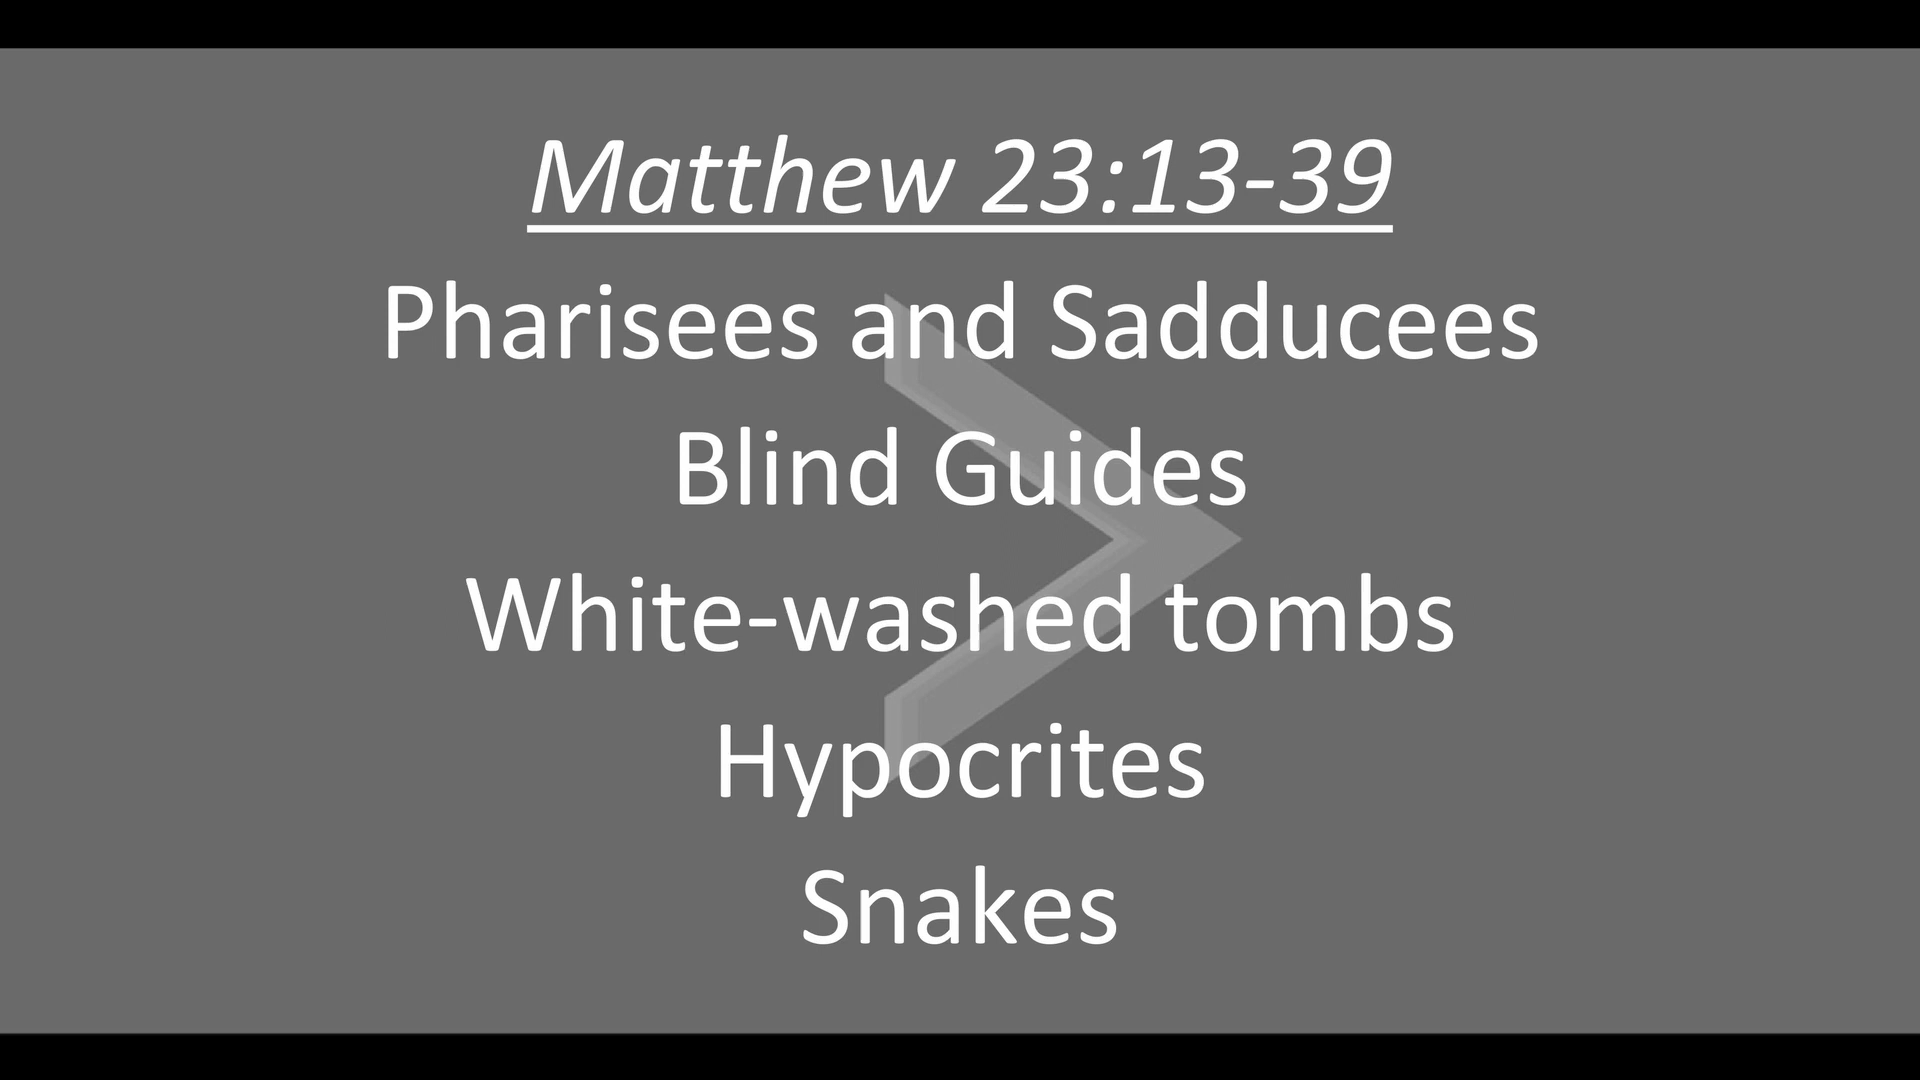 Matthew 23:13-39
Pharisees and Sadducees
Blind Guides
White-washed tombs
Hypocrites
Snakes